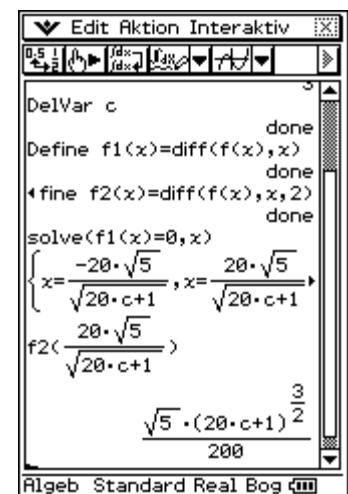 Edit Aktion Interaktiv
3
DelVar c
done
Define f1(x)=diff(f(x),x)
done
fine f2(x)=diff(f(x),x,2)
done
solve(f1(x)=0,x)
{x=-20·√5/√20·c+1,x=20·√5/√20·c+1
f2(20·√5/√20·c+1)
√5·(20·c+1)^3/2/200
Algeb Standard Real Bog